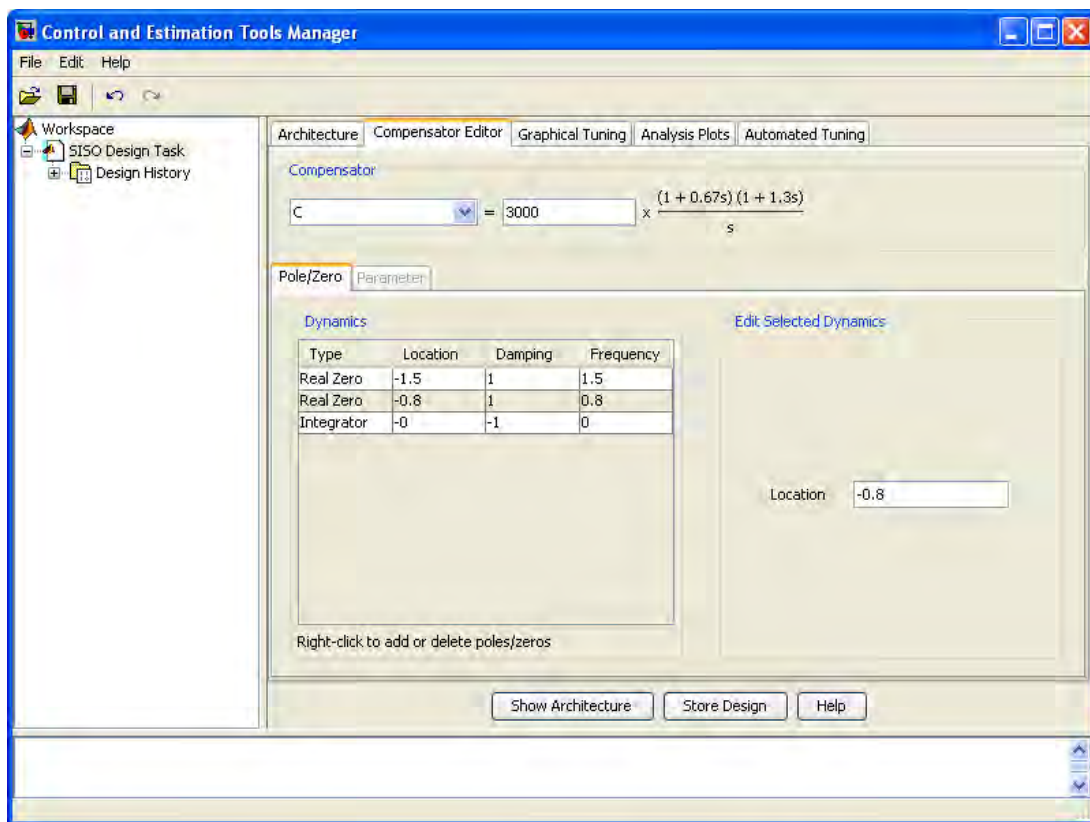 Control and Estimation Tools Manager
File Edit Help
Workspace
SISO Design Task
Design History
Architecture Compensator Editor Graphical Tuning Analysis Plots Automated Tuning
Compensator
C = 3000 x (1 + 0.67s) (1 + 1.3s)
s
Pole/Zero Parameter
Dynamics
Edit Selected Dynamics
Type Location Damping Frequency
Real Zero -1.5 1 1.5
Real Zero -0.8 1 0.8
Integrator -0 -1 0
Location -0.8
Right-click to add or delete poles/zeros
Show Architecture Store Design Help